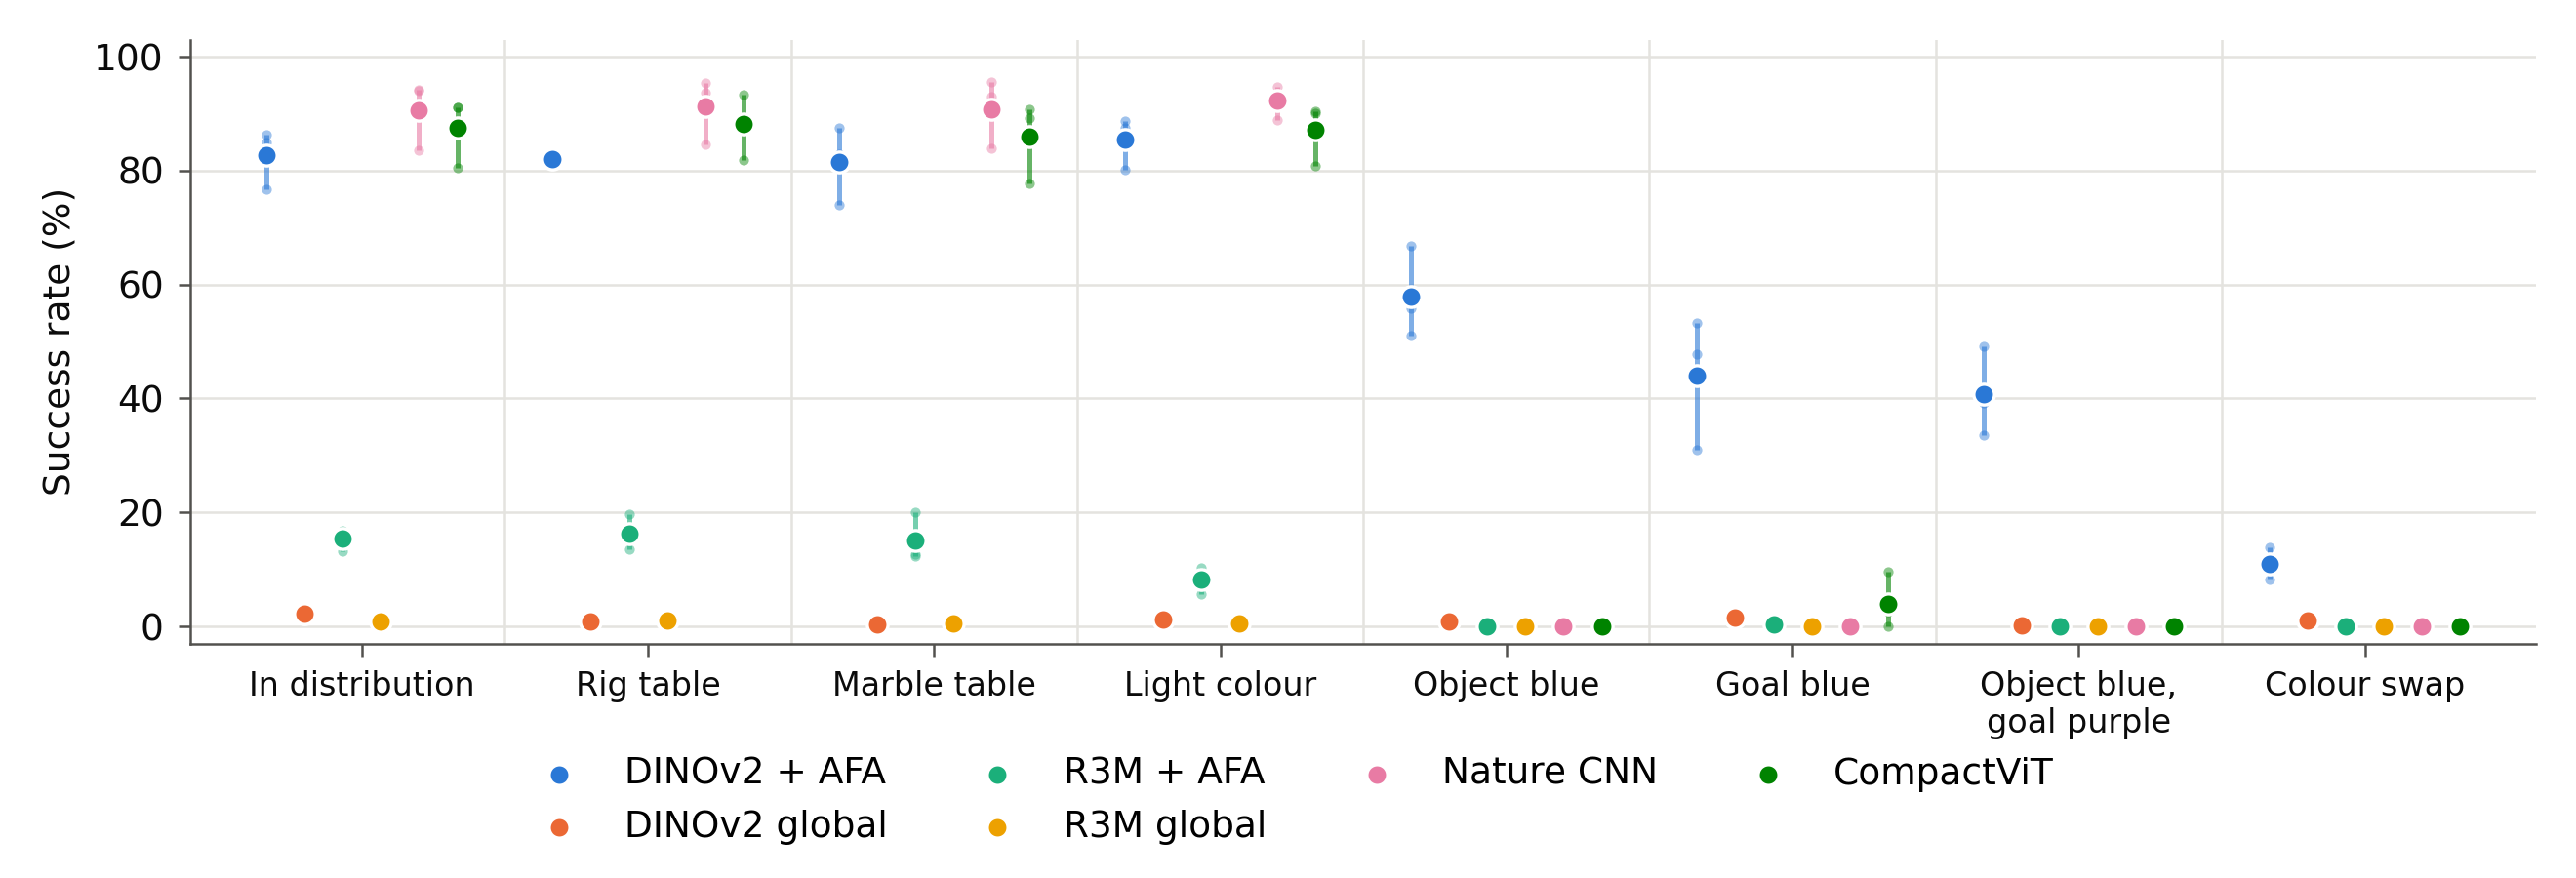 Success rate (%)
100
80
60
40
20
0
In distribution
Rig table
Marble table
Light colour
Object blue
Goal blue
Object blue,
goal purple
Colour swap
DINOv2 + AFA
DINOv2 global
R3M + AFA
R3M global
Nature CNN
CompactViT